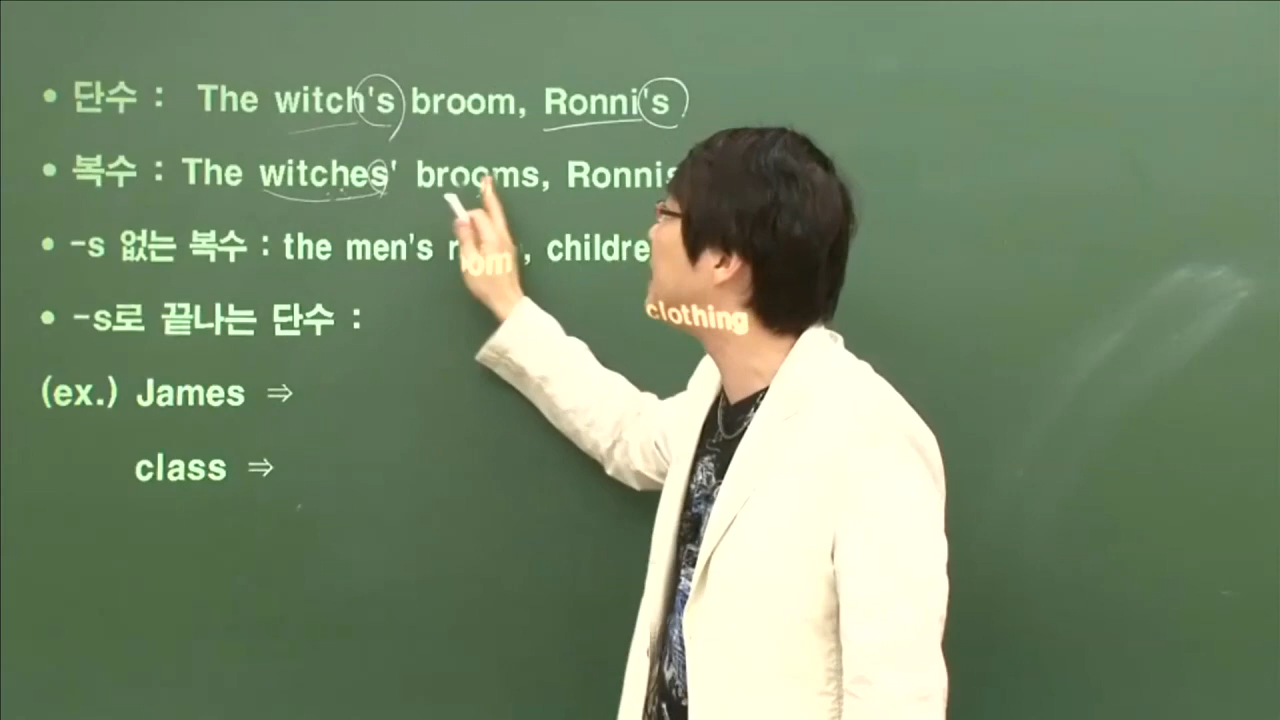 • 단수 : The witch's broom, Ronni's
• 복수 : The witches' brooms, Ronnis
• -s 없는 복수 : the men's room, childre
clothing
• -s로 끝나는 단수 :
(ex.) James ⇒
class ⇒